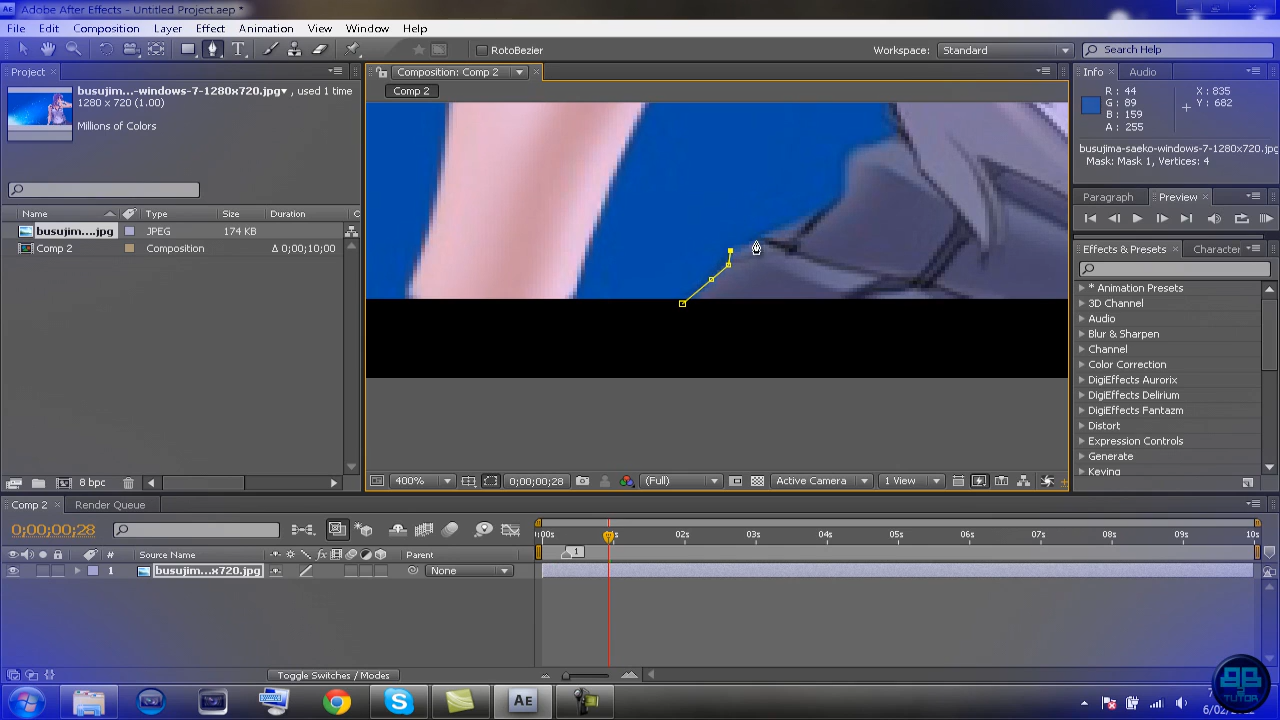 Adobe After Effects - Untitled Project.aep *
File Edit Composition Layer Effect Animation View Window Help
RotoBezier Workspace: Standard Search Help
Project Composition: Comp 2 Info Audio
busujim...-windows-7-1280x720.jpg , used 1 time
1280 x 720 (1.00)
Millions of Colors
Comp 2
R : 44 X : 835
G : 89 Y : 682
B : 159
A : 255
busujima-saeko-windows-7-1280x720.jpg
Mask: Mask 1, Vertices: 4
Paragraph Preview
Name Type Size Duration C
busujim....jpg JPEG 174 KB
Comp 2 Composition Δ 0;00;10;00
Effects & Presets Character
* Animation Presets
3D Channel
Audio
Blur & Sharpen
Channel
Color Correction
DigiEffects Aurorix
DigiEffects Delirium
DigiEffects Fantazm
Distort
Expression Controls
Generate
Keying
8 bpc
400% 0;00;00;28 (Full) Active Camera 1 View
Comp 2 Render Queue
0;00;00;28
:00s 02s 03s 04s 05s 06s 07s 08s 09s 10s
1
# Source Name Parent
1 busujim...x720.jpg None
Toggle Switches / Modes
Ae
TUTOR